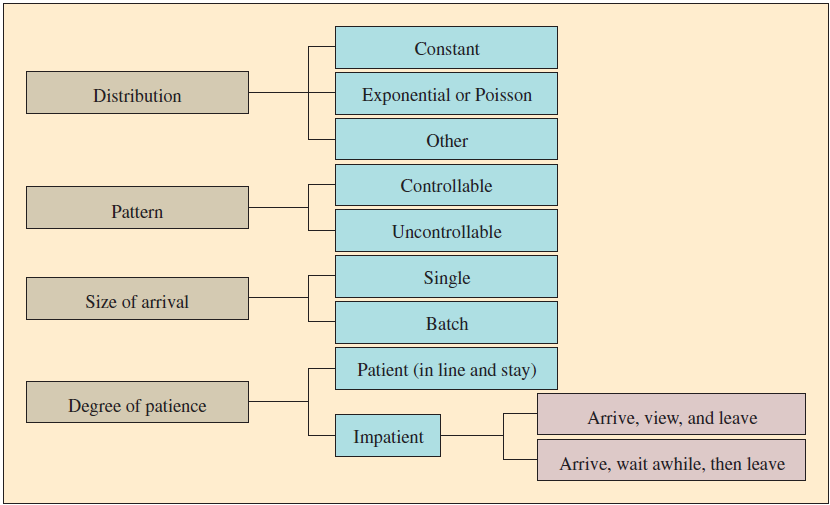 Distribution
Constant
Exponential or Poisson
Other
Pattern
Controllable
Uncontrollable
Size of arrival
Single
Batch
Degree of patience
Patient (in line and stay)
Impatient
Arrive, view, and leave
Arrive, wait awhile, then leave